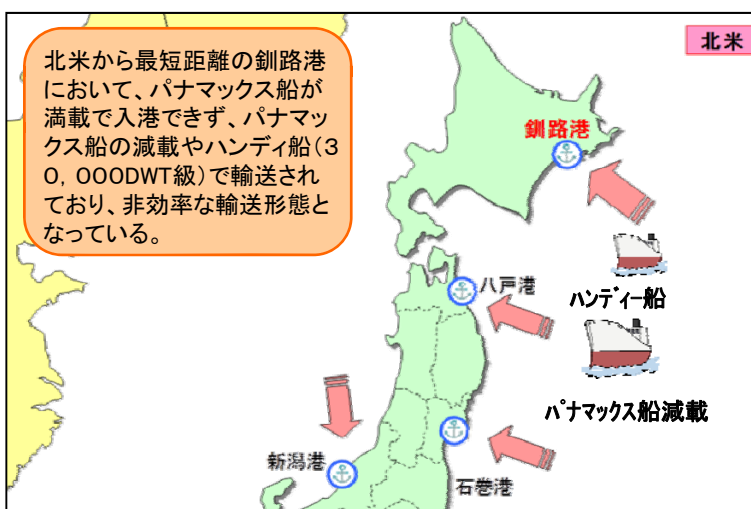 北米から最短距離の釧路港
において、パナマックス船が
満載で入港できず、パナマッ
クス船の減載やハンディ船(3
0,000DWT級)で輸送され
ており、非効率な輸送形態と
なっている。
北米
釧路港
八戸港
ハンディー船
パナマックス船減載
新潟港
石巻港